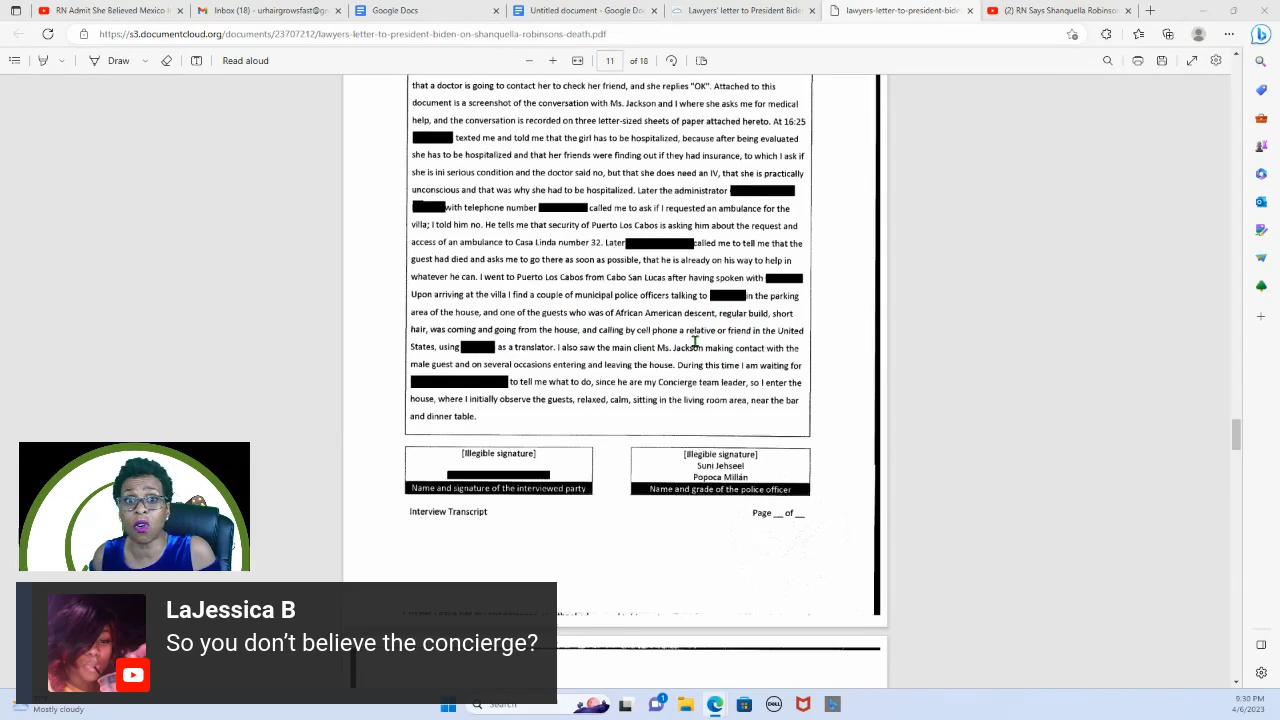 RN Seys Believed Mexico i
(8) Home - uhairgrowsfast@g
Google Docs
Untitled Document - Google Doc
Lawyers' Letter to President Bide
lawyers-letter-to-president-biden
(2) RN Says Shanquella Robinson
https://s3.documentcloud.org/documents/23707212/lawyers-letter-to-president-biden-on-shanquella-robinsons-death.pdf
Draw
Read aloud
11
of 18
that a doctor is going to contact her to check her friend, and she replies "OK". Attached to this
document is a screenshot of the conversation with Ms. Jackson and I where she asks me for medical
help, and the conversation is recorded on three letter-sized sheets of paper attached hereto. At 16:25
texted me and told me that the girl has to be hospitalized, because after being evaluated
she has to be hospitalized and that her friends were finding out if they had insurance, to which I ask if
she is ini serious condition and the doctor said no, but that she does need an IV, that she is practically
unconscious and that was why she had to be hospitalized. Later the administrator
with telephone number called me to ask if I requested an ambulance for the
villa; I told him no. He tells me that security of Puerto Los Cabos is asking him about the request and
access of an ambulance to Casa Linda number 32. Later called me to tell me that the
guest had died and asks me to go there as soon as possible, that he is already on his way to help in
whatever he can. I went to Puerto Los Cabos from Cabo San Lucas after having spoken with
Upon arriving at the villa I find a couple of municipal police officers talking to in the parking
area of the house, and one of the guests who was of African American descent, regular build, short
hair, was coming and going from the house, and calling by cell phone a relative or friend in the United
States, using as a translator. I also saw the main client Ms. Jackson making contact with the
male guest and on several occasions entering and leaving the house. During this time I am waiting for
to tell me what to do, since he are my Concierge team leader, so I enter the
house, where I initially observe the guests, relaxed, calm, sitting in the living room area, near the bar
and dinner table.
[Illegible signature]
Name and signature of the interviewed party
[Illegible signature]
Suni Jehseel
Popoca Millán
Name and grade of the police officer
Interview Transcript
Page __ of __
LaJessica B
So you don't believe the concierge?
Mostly cloudy
Search
1
DELL
9:30 PM
4/6/2023